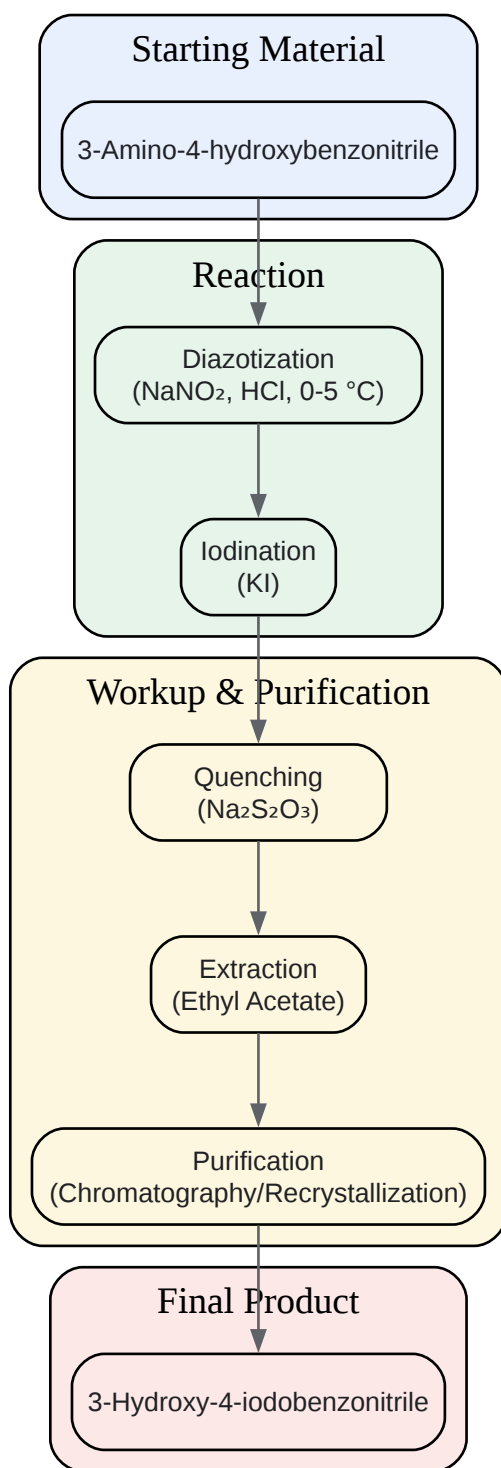 Starting Material
3-Amino-4-hydroxybenzonitrile
Reaction
Diazotization
(NaNO₂, HCl, 0-5 °C)
Iodination
(KI)
Workup & Purification
Quenching
(Na₂S₂O₃)
Extraction
(Ethyl Acetate)
Purification
(Chromatography/Recrystallization)
Final Product
3-Hydroxy-4-iodobenzonitrile